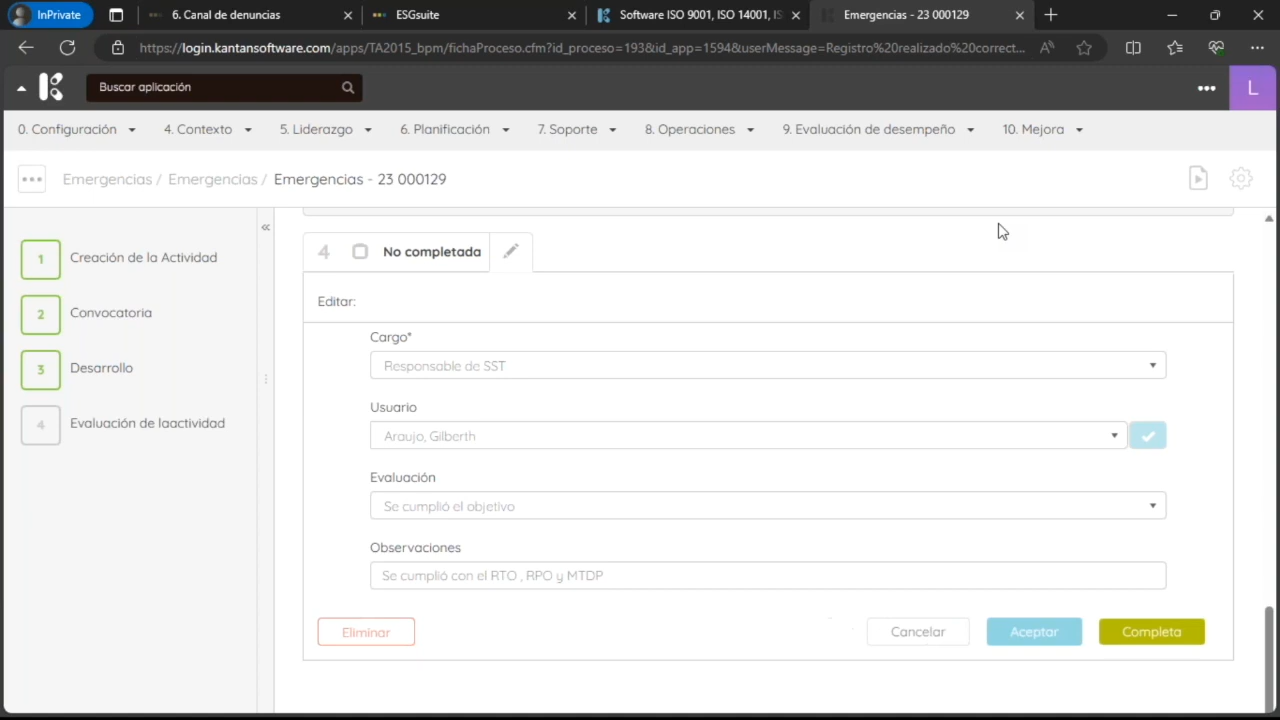 InPrivate
6. Canal de denuncias
ESGsuite
Software ISO 9001, ISO 14001, IS
Emergencias - 23 000129
https://login.kantansoftware.com/apps/TA2015_bpm/fichaProceso.cfm?id_proceso=193&id_app=1594&userMessage=Registro%20realizado%20correct...
Buscar aplicación
L
0. Configuración
4. Contexto
5. Liderazgo
6. Planificación
7. Soporte
8. Operaciones
9. Evaluación de desempeño
10. Mejora
Emergencias / Emergencias / Emergencias - 23 000129
1 Creación de la Actividad
2 Convocatoria
3 Desarrollo
4 Evaluación de laactividad
4 No completada
Editar:
Cargo*
Responsable de SST
Usuario
Araujo, Gilberth
Evaluación
Se cumplió el objetivo
Observaciones
Se cumplió con el RTO , RPO y MTDP
Eliminar
Cancelar
Aceptar
Completa